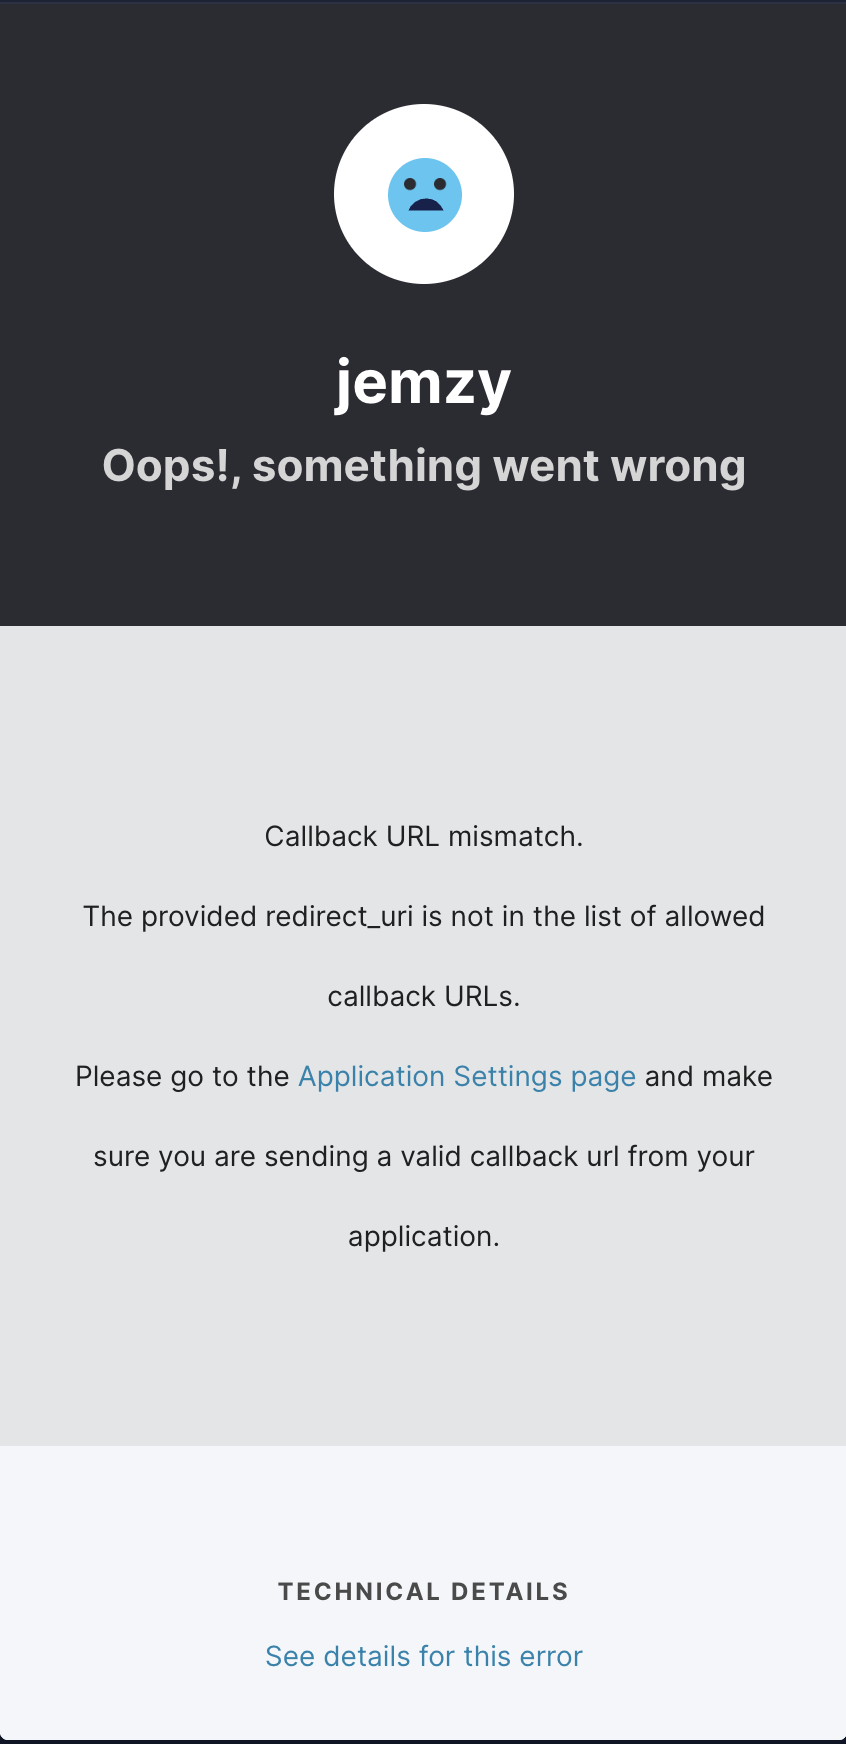 jemzy
Oops!, something went wrong
Callback URL mismatch.
The provided redirect_uri is not in the list of allowed
callback URLs.
Please go to the Application Settings page and make
sure you are sending a valid callback url from your
application.
TECHNICAL DETAILS
See details for this error